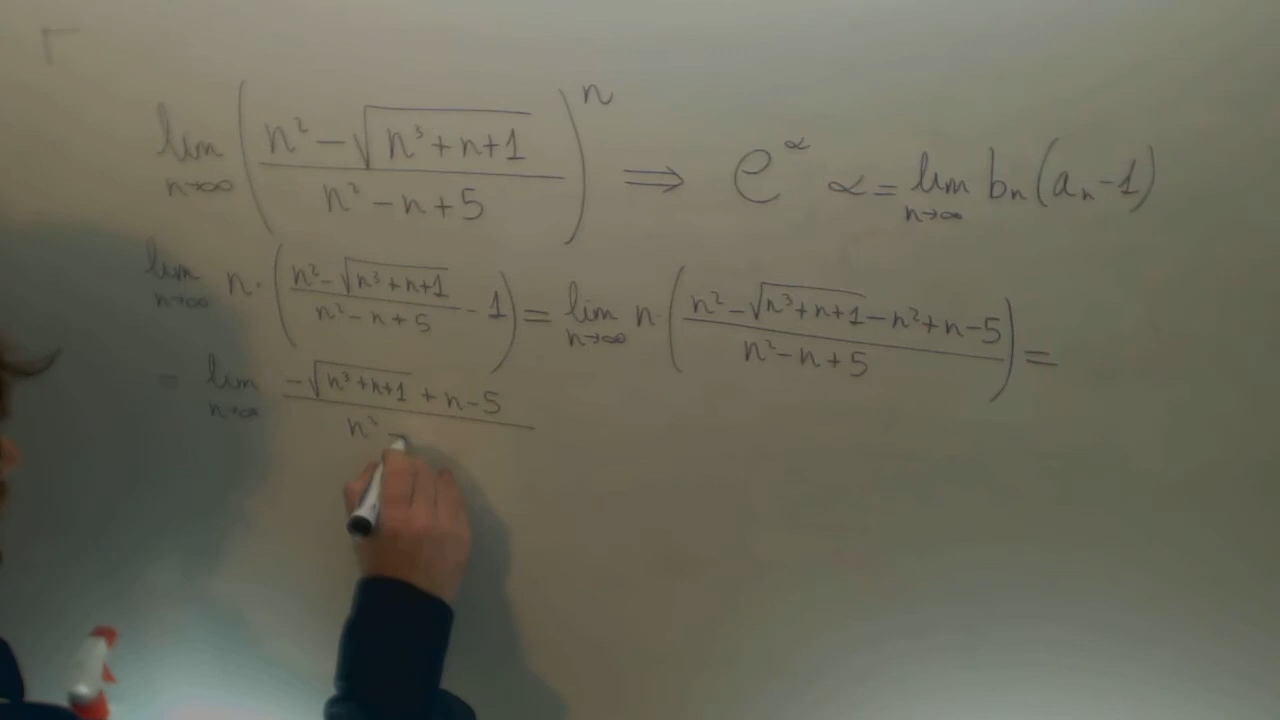 lim n→∞ ( (n² − √(n³+n+1)) / (n² − n + 5) )ⁿ ⟹ e^α α = lim n→∞ bₙ(aₙ−1)
lim n→∞ n · ( (n² − √(n³+n+1)) / (n² − n + 5) − 1 ) = lim n→∞ n · ( (n² − √(n³+n+1) − n² + n − 5) / (n² − n + 5) ) =
= lim n→∞ (−√(n³+n+1) + n − 5) / (n² −